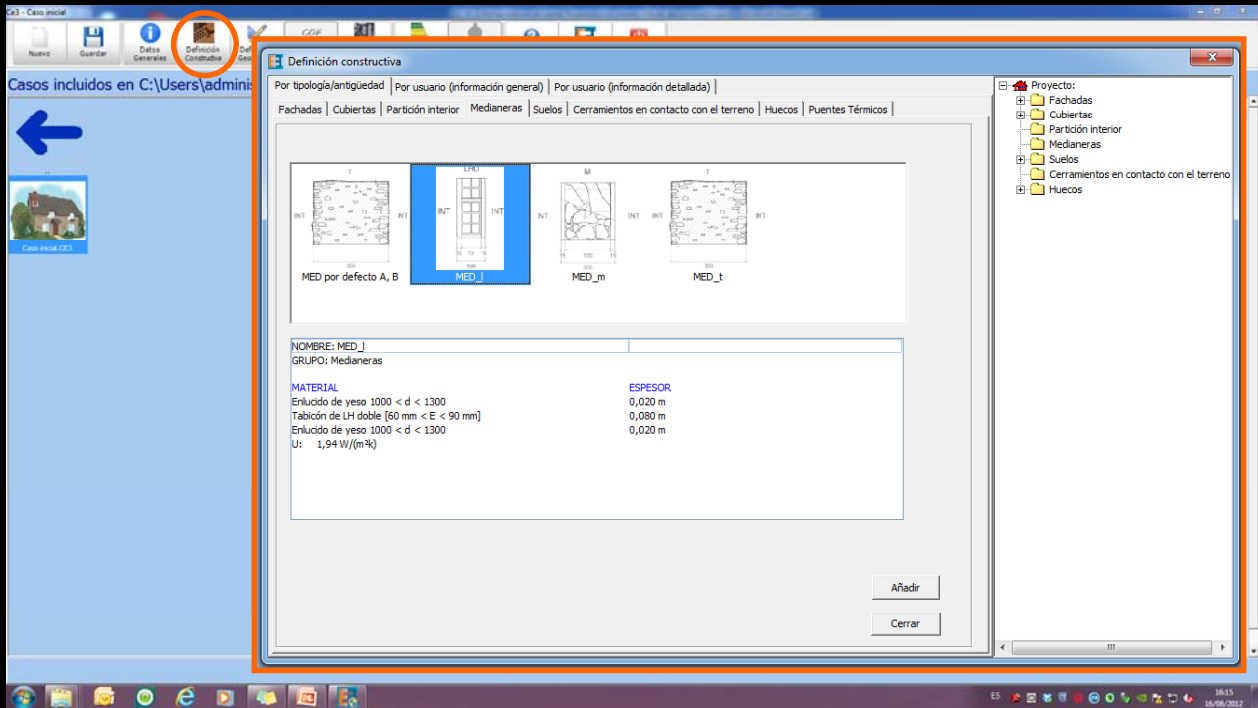 Ce3 - Caso inicial
Nuevo
Guardar
Datos Generales
Definición Constructiva
Casos incluidos en C:\Users\adminis
..
Caso inicial.CE3
Definición constructiva
Por tipología/antigüedad
Por usuario (información general)
Por usuario (información detallada)
Fachadas
Cubiertas
Partición interior
Medianeras
Suelos
Cerramientos en contacto con el terreno
Huecos
Puentes Térmicos
T
LHD
M
T
INT INT
INT INT
INT INT
INT INT
MED por defecto A, B
MED_l
MED_m
MED_t
NOMBRE: MED_l
GRUPO: Medianeras
MATERIAL ESPESOR
Enlucido de yeso 1000 < d < 1300 0,020 m
Tabicón de LH doble [60 mm < E < 90 mm] 0,080 m
Enlucido de yeso 1000 < d < 1300 0,020 m
U: 1,94 W/(m²k)
Añadir
Cerrar
Proyecto:
Fachadas
Cubiertas
Partición interior
Medianeras
Suelos
Cerramientos en contacto con el terreno
Huecos
ES
16:15
16/08/2012